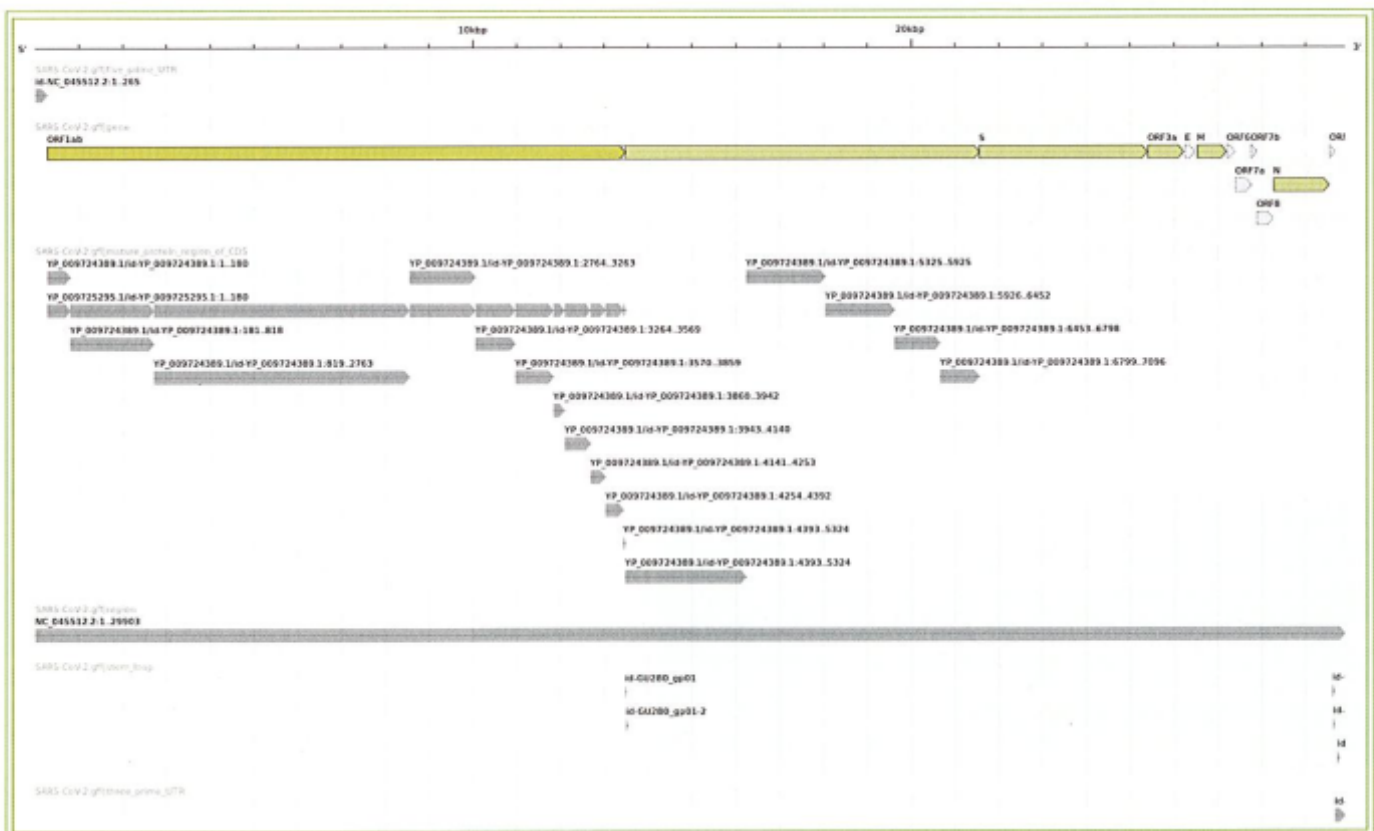 10kbp 20kbp
5' 3'
SARS-CoV-2.gff|five_prime_UTR
id-NC_045512.2:1..265
SARS-CoV-2.gff|gene
ORF1ab S ORF3a E M ORF6 ORF7b ORI
ORF7a N
ORF8
SARS-CoV-2.gff|mature_protein_region_of_CDS
YP_009724389.1/id-YP_009724389.1:1..180 YP_009724389.1/id-YP_009724389.1:2764..3263 YP_009724389.1/id-YP_009724389.1:5325..5925
YP_009725295.1/id-YP_009725295.1:1..180 YP_009724389.1/id-YP_009724389.1:5926..6452
YP_009724389.1/id-YP_009724389.1:181..818 YP_009724389.1/id-YP_009724389.1:3264..3569 YP_009724389.1/id-YP_009724389.1:6453..6798
YP_009724389.1/id-YP_009724389.1:819..2763 YP_009724389.1/id-YP_009724389.1:3570..3859 YP_009724389.1/id-YP_009724389.1:6799..7096
YP_009724389.1/id-YP_009724389.1:3860..3942
YP_009724389.1/id-YP_009724389.1:3943..4140
YP_009724389.1/id-YP_009724389.1:4141..4253
YP_009724389.1/id-YP_009724389.1:4254..4392
YP_009724389.1/id-YP_009724389.1:4393..5324
YP_009724389.1/id-YP_009724389.1:4393..5324
SARS-CoV-2.gff|region
NC_045512.2:1..29903
SARS-CoV-2.gff|stem_loop
id-GU280_gp01 id-
id-GU280_gp01-2 id-
id
SARS-CoV-2.gff|three_prime_UTR
id-